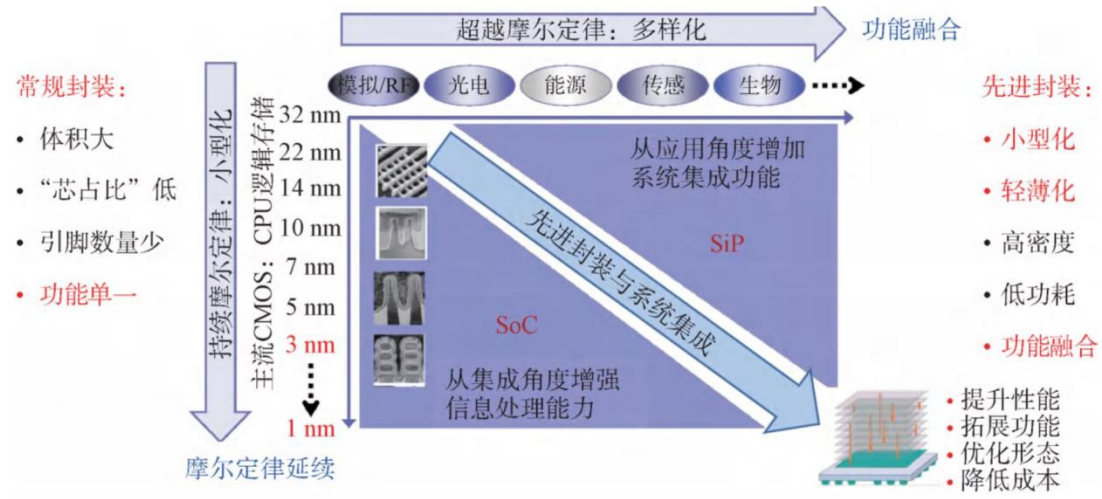 超越摩尔定律：多样化
功能融合
模拟/RF
光电
能源
传感
生物
常规封装：
• 体积大
• “芯占比”低
• 引脚数量少
• 功能单一
持续摩尔定律：小型化
摩尔定律延续
主流CMOS：CPU逻辑存储
32 nm
22 nm
14 nm
10 nm
7 nm
5 nm
3 nm
1 nm
从应用角度增加
系统集成功能
SiP
先进封装与系统集成
SoC
从集成角度增强
信息处理能力
先进封装：
• 小型化
• 轻薄化
• 高密度
• 低功耗
• 功能融合
• 提升性能
• 拓展功能
• 优化形态
• 降低成本